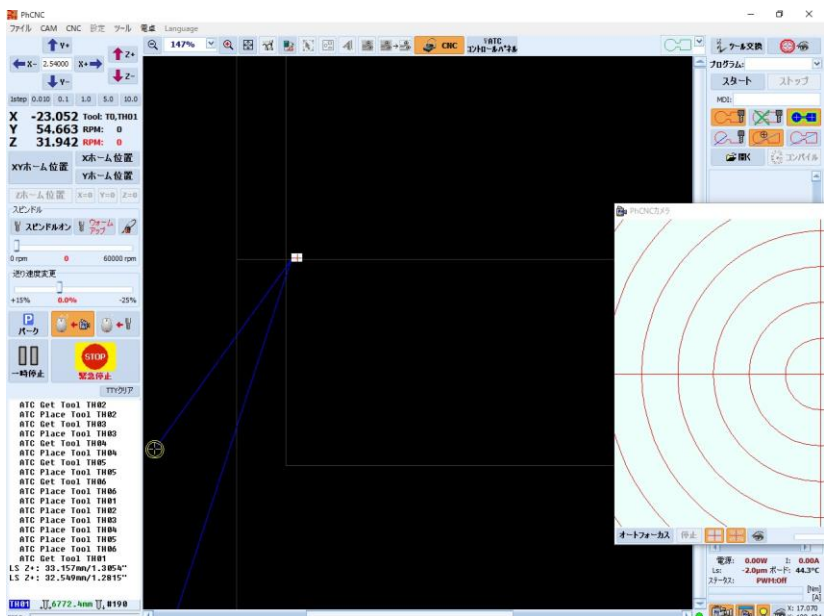 PhCNC
ファイル CAM CNC 設定 ツール 電卓 Language
Y+
Z+
X- 2.54000 X+
Y-
Z-
147%
CNC
ATC
コントロールパネル
ツール交換
1step 0.010 0.1 1.0 5.0 10.0
X -23.052 Tool: T0,TH01
Y 54.663 RPM: 0
Z 31.942 RPM: 0
XYホーム位置
Xホーム位置
Yホーム位置
Zホーム位置 X=0 Y=0 Z=0
スピンドル
スピンドルオン
ウォームアップ
0 rpm 0 60000 rpm
送り速度変更
+15% 0.0% -25%
P
パーク
一時停止
STOP
緊急停止
TTYクリア
ATC Get Tool TH02
ATC Place Tool TH02
ATC Get Tool TH03
ATC Place Tool TH03
ATC Get Tool TH04
ATC Place Tool TH04
ATC Get Tool TH05
ATC Place Tool TH05
ATC Get Tool TH06
ATC Place Tool TH06
ATC Place Tool TH01
ATC Place Tool TH02
ATC Place Tool TH03
ATC Place Tool TH04
ATC Place Tool TH05
ATC Place Tool TH06
ATC Get Tool TH01
LS Z+: 33.157mm/1.3054"
LS Z+: 32.549mm/1.2815"
TH01 6772.4mm #190
プログラム:
スタート ストップ
MDI:
開く コンパイル
PhCNCカメラ
オートフォーカス 停止
電源: 0.00W I: 0.00A
Ls: -2.0μm ボード: 44.3°C
ステータス: PWM:Off
[Nm]
[A]
X: 17.070